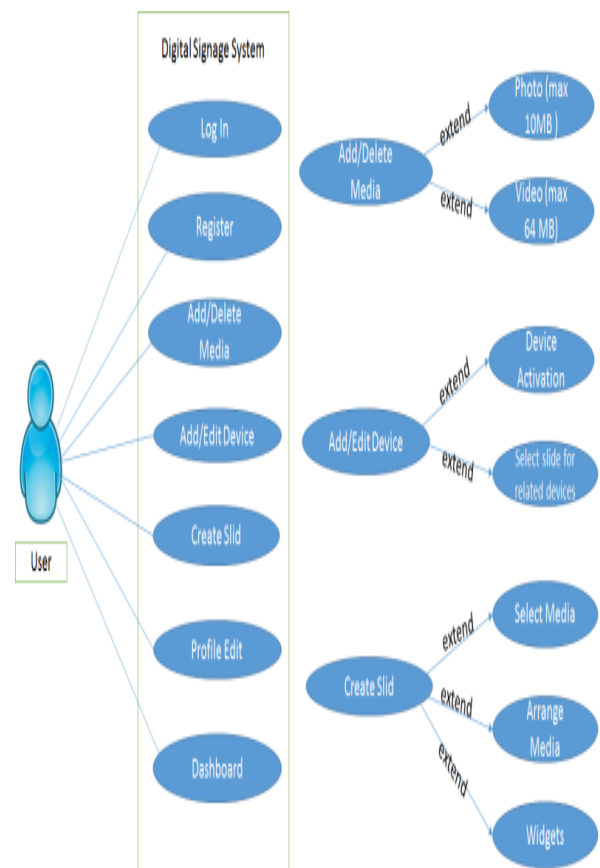 Digital Signage System
Log In
Register
Add/Delete
Media
Add/Edit Device
Create Slid
Profile Edit
Dashboard
User
Add/Delete
Media
extend
Photo (max
10MB )
extend
Video (max
64 MB)
Add/Edit Device
extend
Device
Activation
extend
Select slide for
related devices
Create Slid
extend
Select Media
extend
Arrange
Media
extend
Widgets